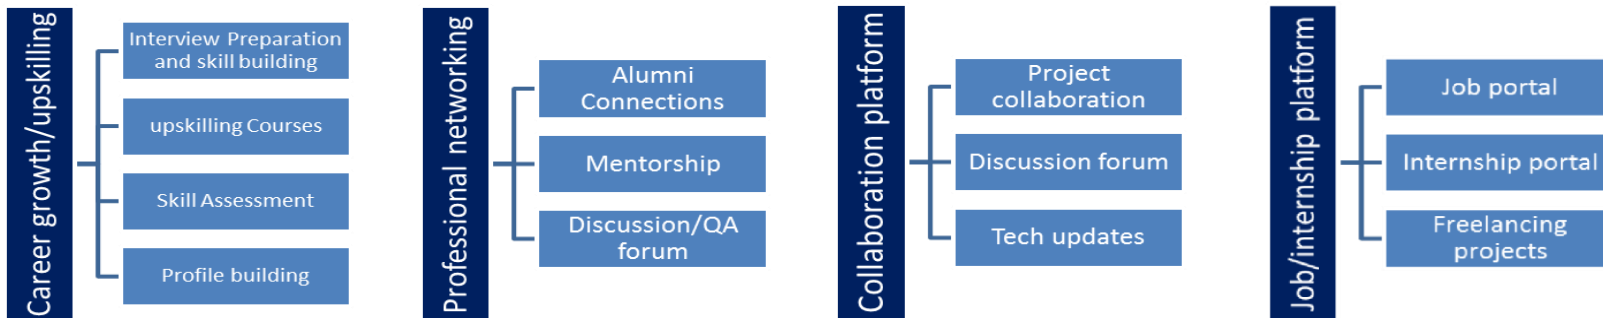 Career growth/upskilling
Interview Preparation
and skill building
upskilling Courses
Skill Assessment
Profile building
Professional networking
Alumni
Connections
Mentorship
Discussion/QA
forum
Collaboration platform
Project
collaboration
Discussion forum
Tech updates
Job/internship platform
Job portal
Internship portal
Freelancing
projects